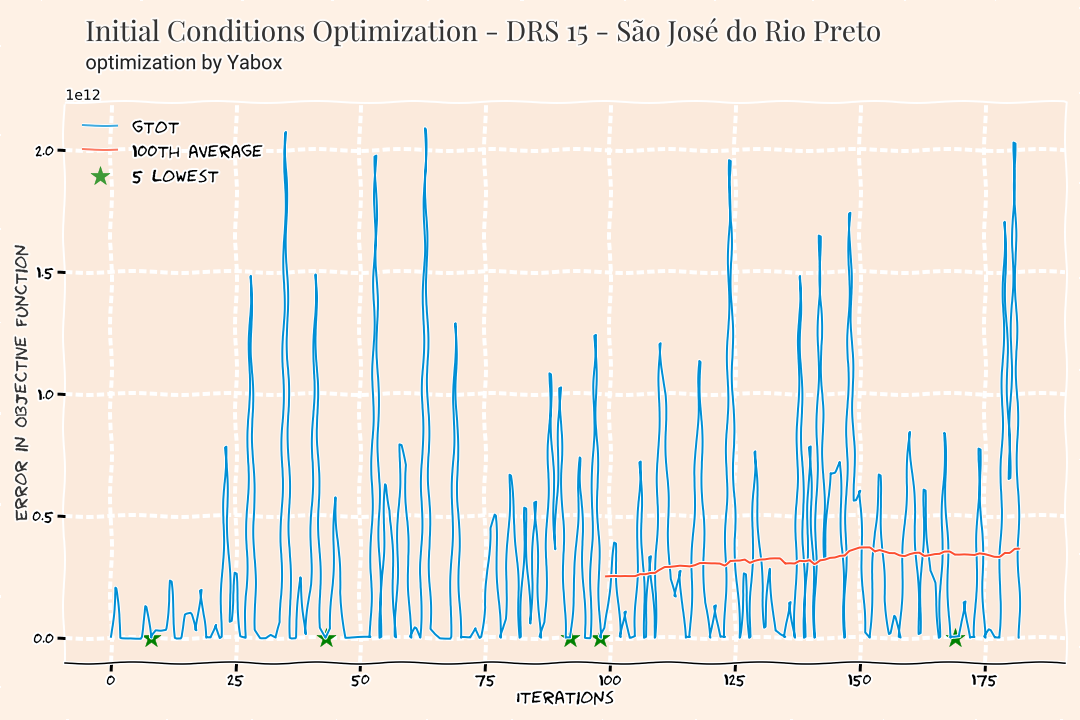 Initial Conditions Optimization - DRS 15 - São José do Rio Preto
optimization by Yabox
1e12
GTOT
100TH AVERAGE
5 LOWEST
2.0
1.5
1.0
0.5
0.0
ERROR IN OBJECTIVE FUNCTION
0 25 50 75 100 125 150 175
ITERATIONS